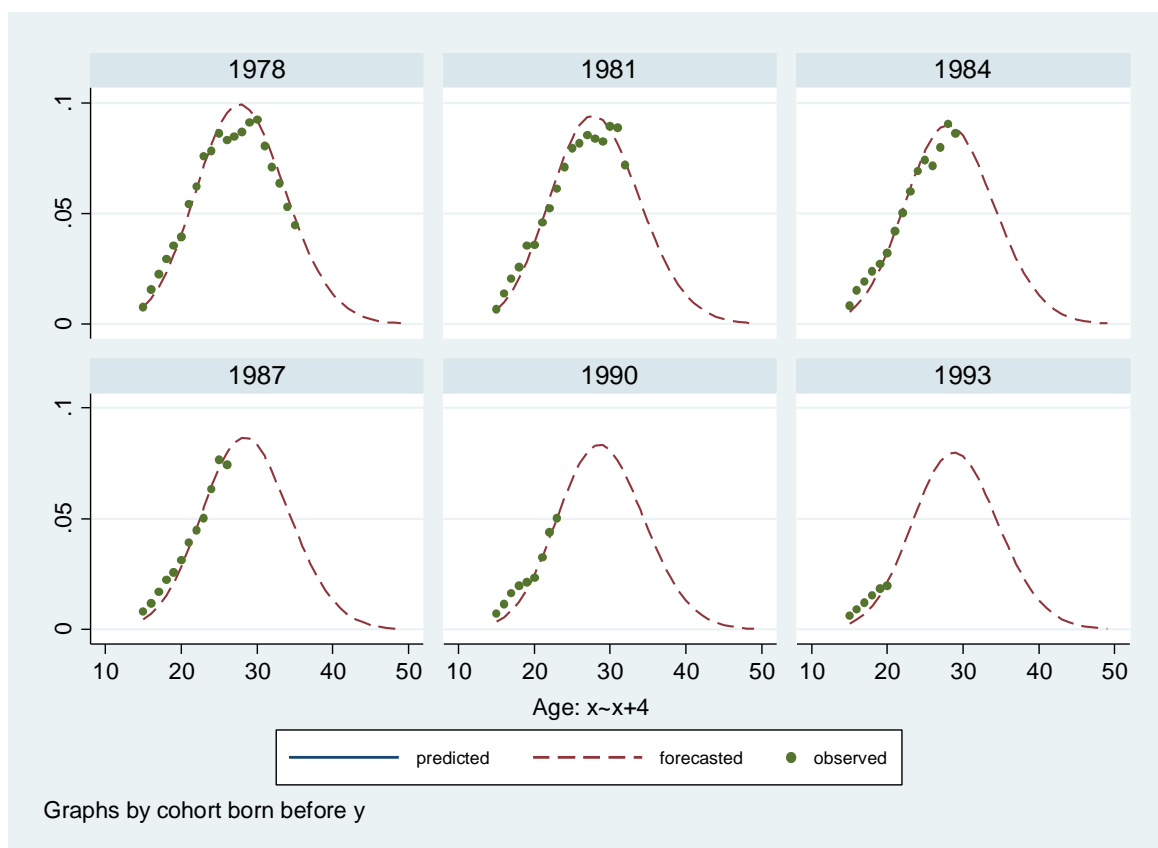 1978 1981 1984
.1
.05
0
1987 1990 1993
.1
.05
0
10 20 30 40 50 10 20 30 40 50 10 20 30 40 50
Age: x~x+4
predicted forecasted observed
Graphs by cohort born before y